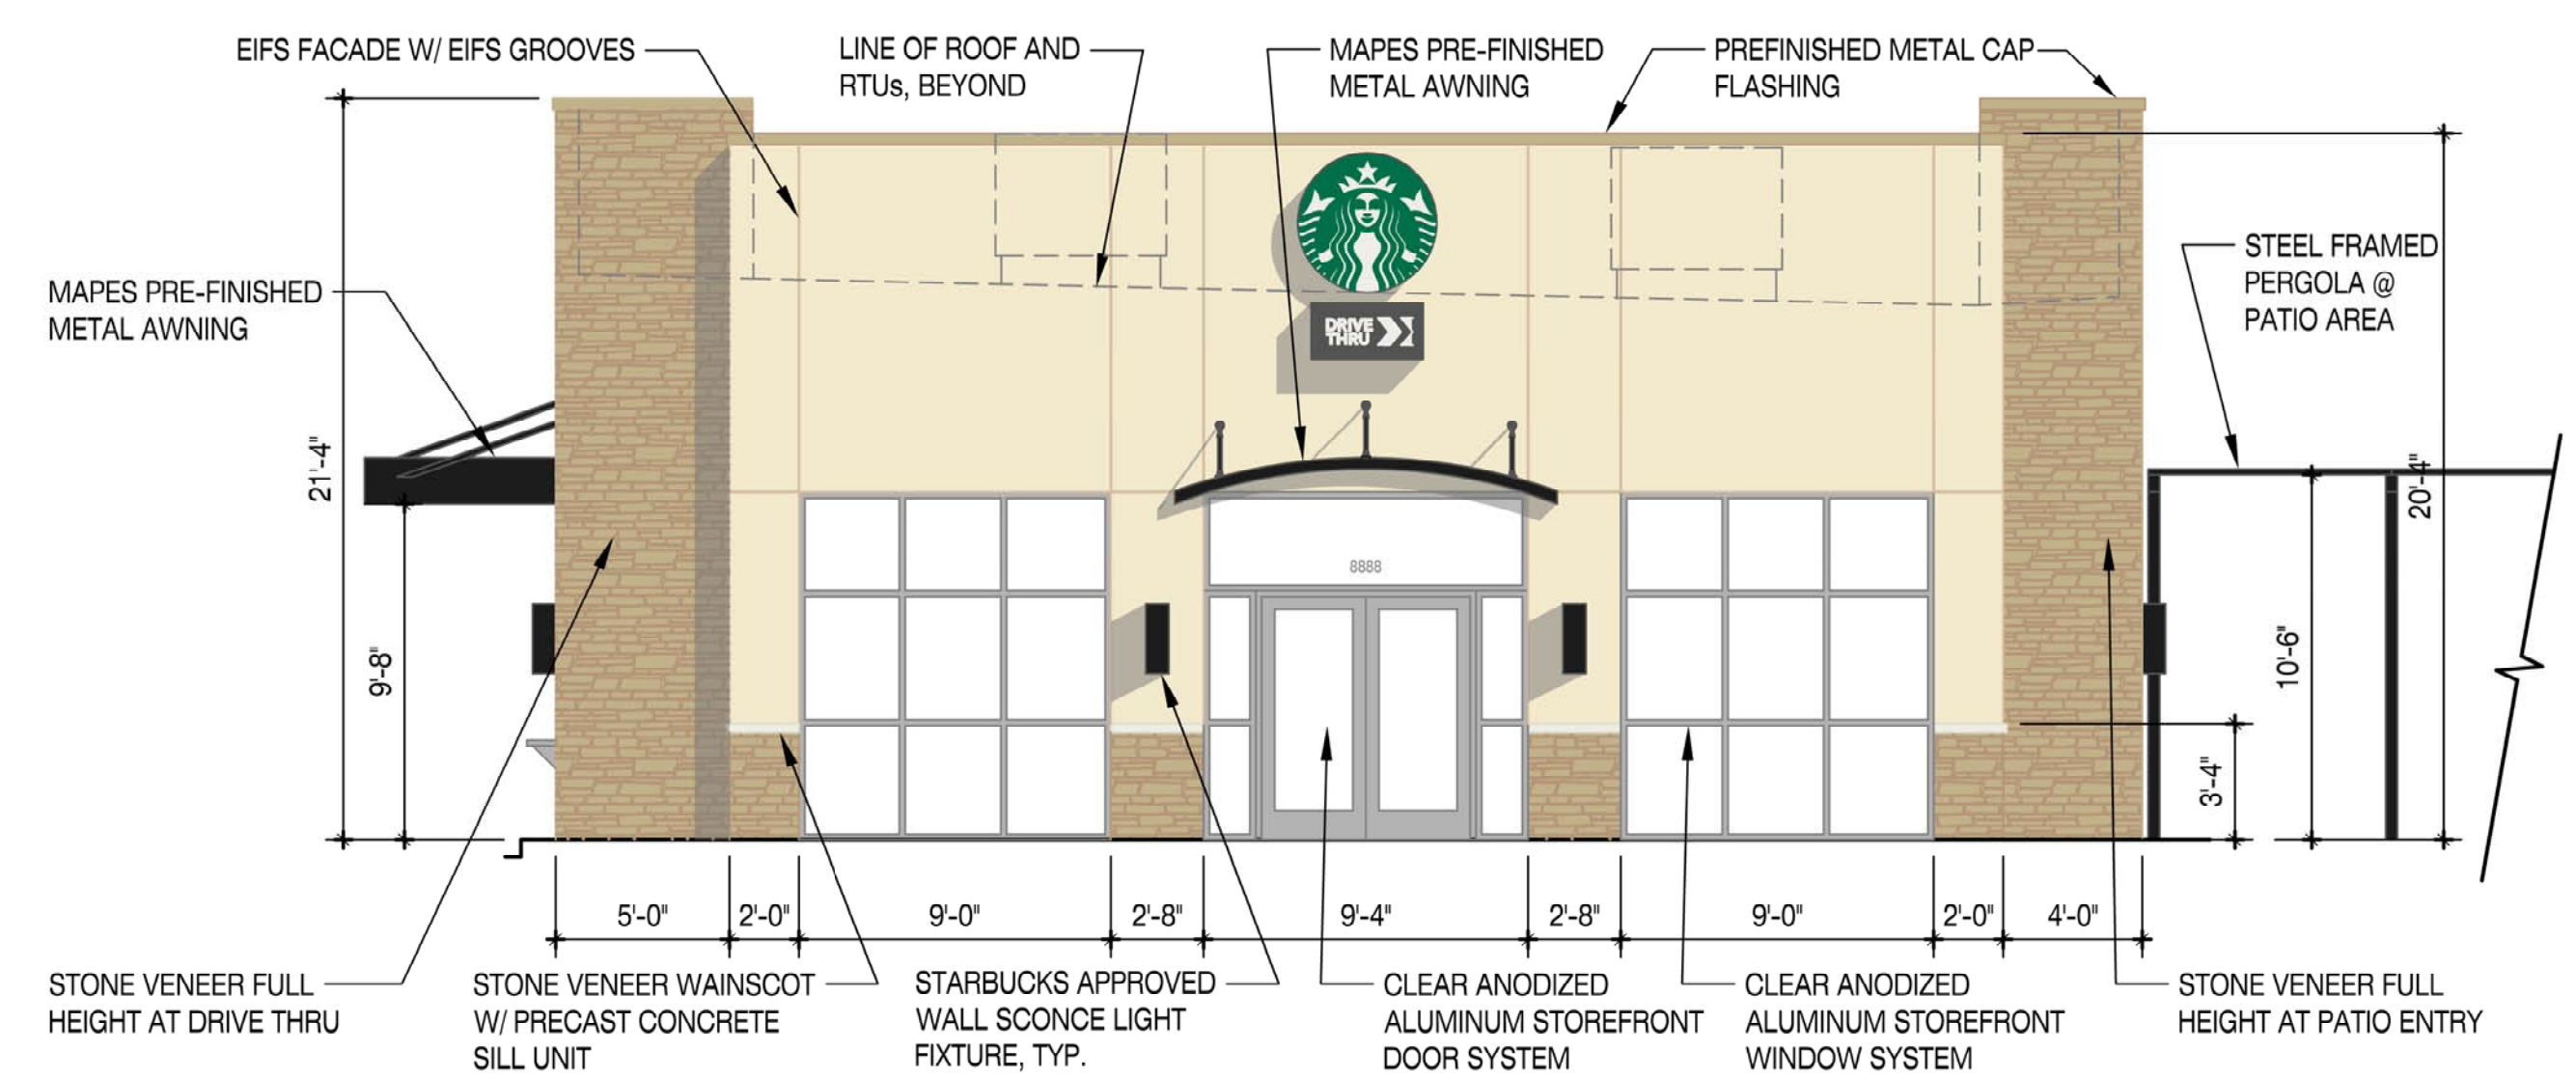 EIFS FACADE W/ EIFS GROOVES
LINE OF ROOF AND
RTUs, BEYOND
MAPES PRE-FINISHED
METAL AWNING
PREFINISHED METAL CAP
FLASHING
STEEL FRAMED
PERGOLA @
PATIO AREA
MAPES PRE-FINISHED
METAL AWNING
DRIVE
THRU
21'-4"
20'-4"
8888
9'-8"
10'-6"
3'-4"
5'-0"
2'-0"
9'-0"
2'-8"
9'-4"
2'-8"
9'-0"
2'-0"
4'-0"
STONE VENEER FULL
HEIGHT AT DRIVE THRU
STONE VENEER WAINSCOT
W/ PRECAST CONCRETE
SILL UNIT
STARBUCKS APPROVED
WALL SCONCE LIGHT
FIXTURE, TYP.
CLEAR ANODIZED
ALUMINUM STOREFRONT
DOOR SYSTEM
CLEAR ANODIZED
ALUMINUM STOREFRONT
WINDOW SYSTEM
STONE VENEER FULL
HEIGHT AT PATIO ENTRY